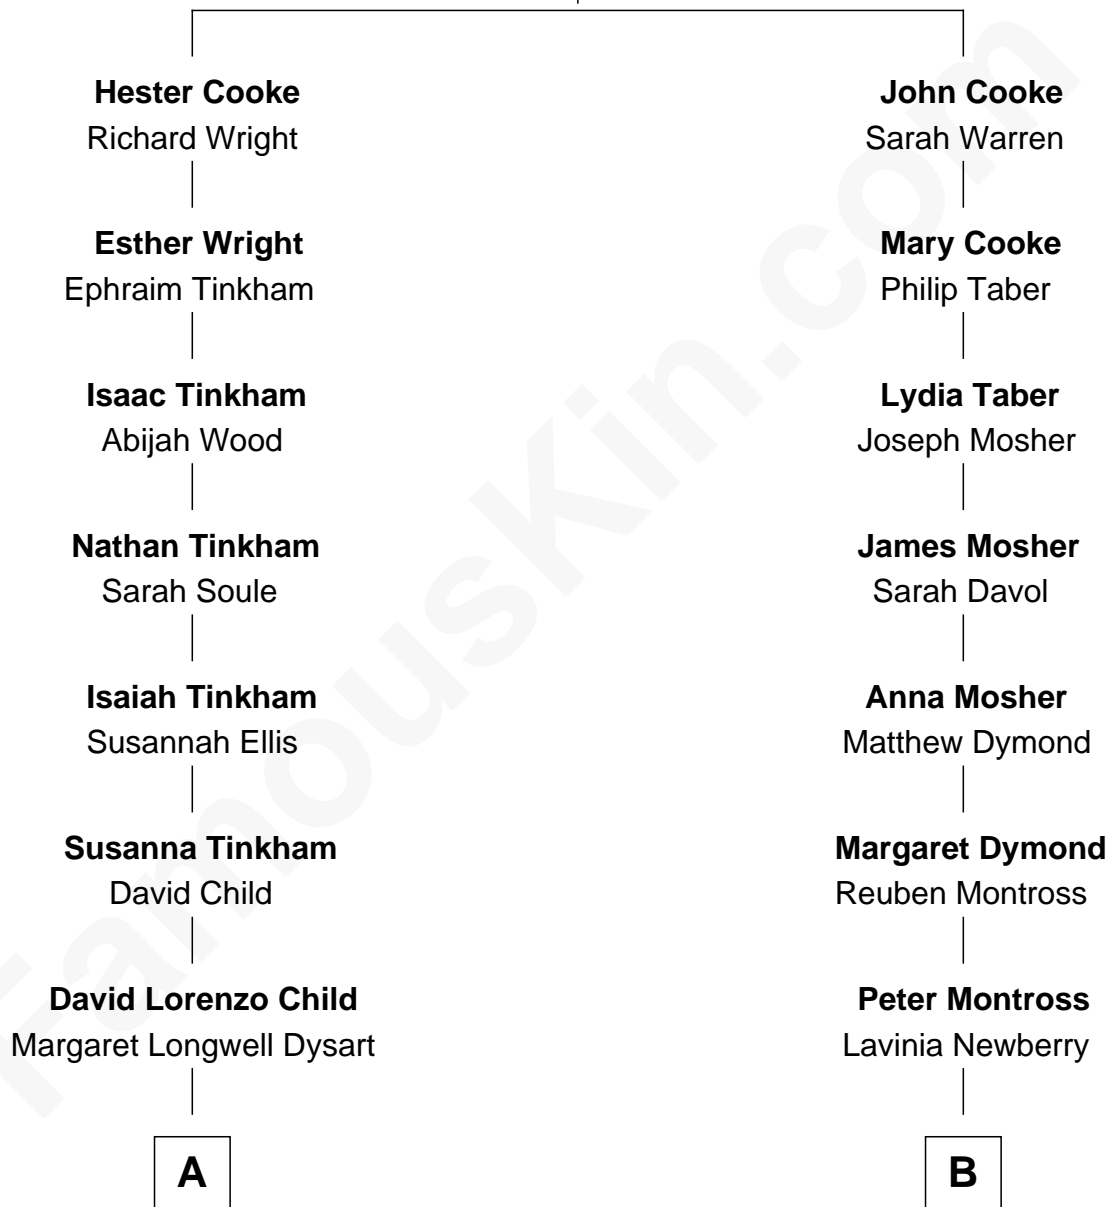 Hester Cooke
Richard Wright
Esther Wright
Ephraim Tinkham
Isaac Tinkham
Abijah Wood
Nathan Tinkham
Sarah Soule
Isaiah Tinkham
Susannah Ellis
Susanna Tinkham
David Child
David Lorenzo Child
Margaret Longwell Dysart
A
John Cooke
Sarah Warren
Mary Cooke
Philip Taber
Lydia Taber
Joseph Mosher
James Mosher
Sarah Davol
Anna Mosher
Matthew Dymond
Margaret Dymond
Reuben Montross
Peter Montross
Lavinia Newberry
B
FamousKin.com